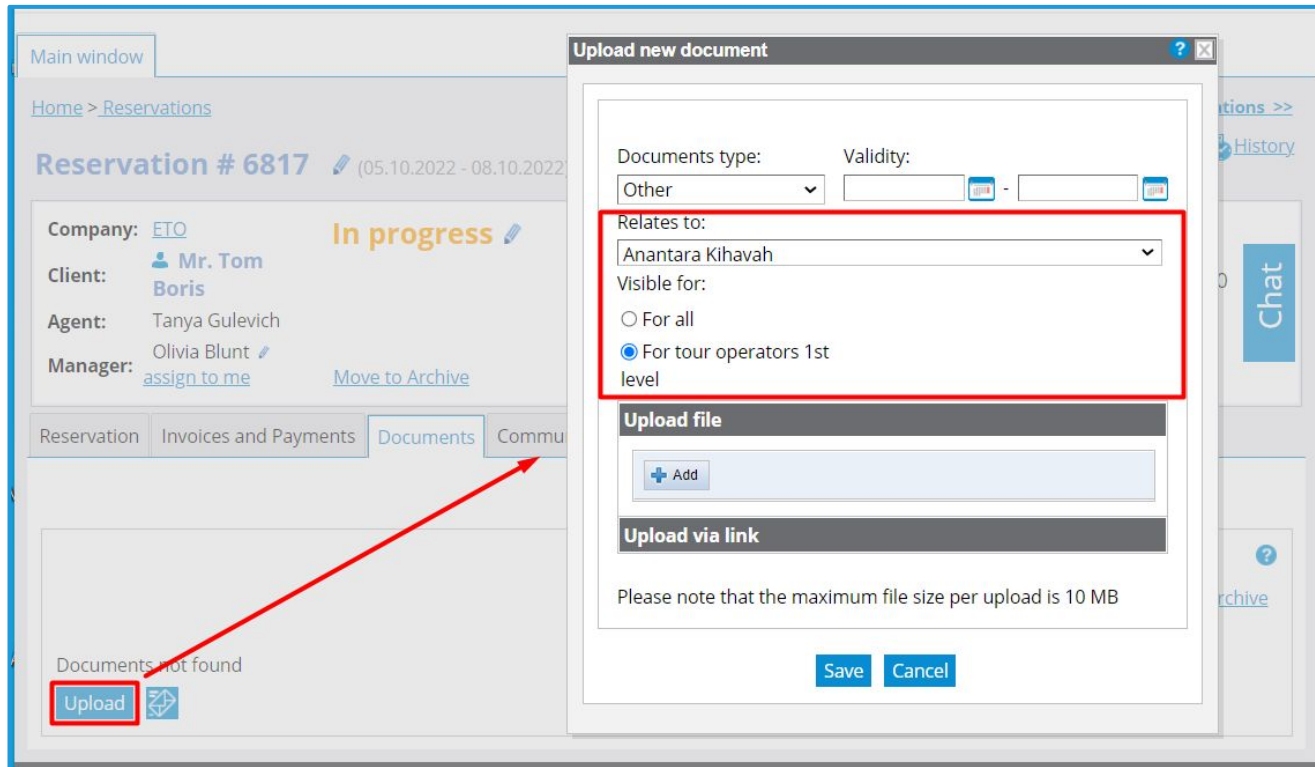 Main window
Home > Reservations
ations >>
History
Reservation # 6817 (05.10.2022 - 08.10.2022)
Company: ETO
In progress
Client: Mr. Tom
Boris
Agent: Tanya Gulevich
Manager: Olivia Blunt
assign to me
Move to Archive
0
Chat
Reservation Invoices and Payments Documents Commu
rchive
Documents not found
Upload
Upload new document
Documents type: Validity:
Other -
Relates to:
Anantara Kihavah
Visible for:
For all
For tour operators 1st
level
Upload file
Add
Upload via link
Please note that the maximum file size per upload is 10 MB
Save Cancel